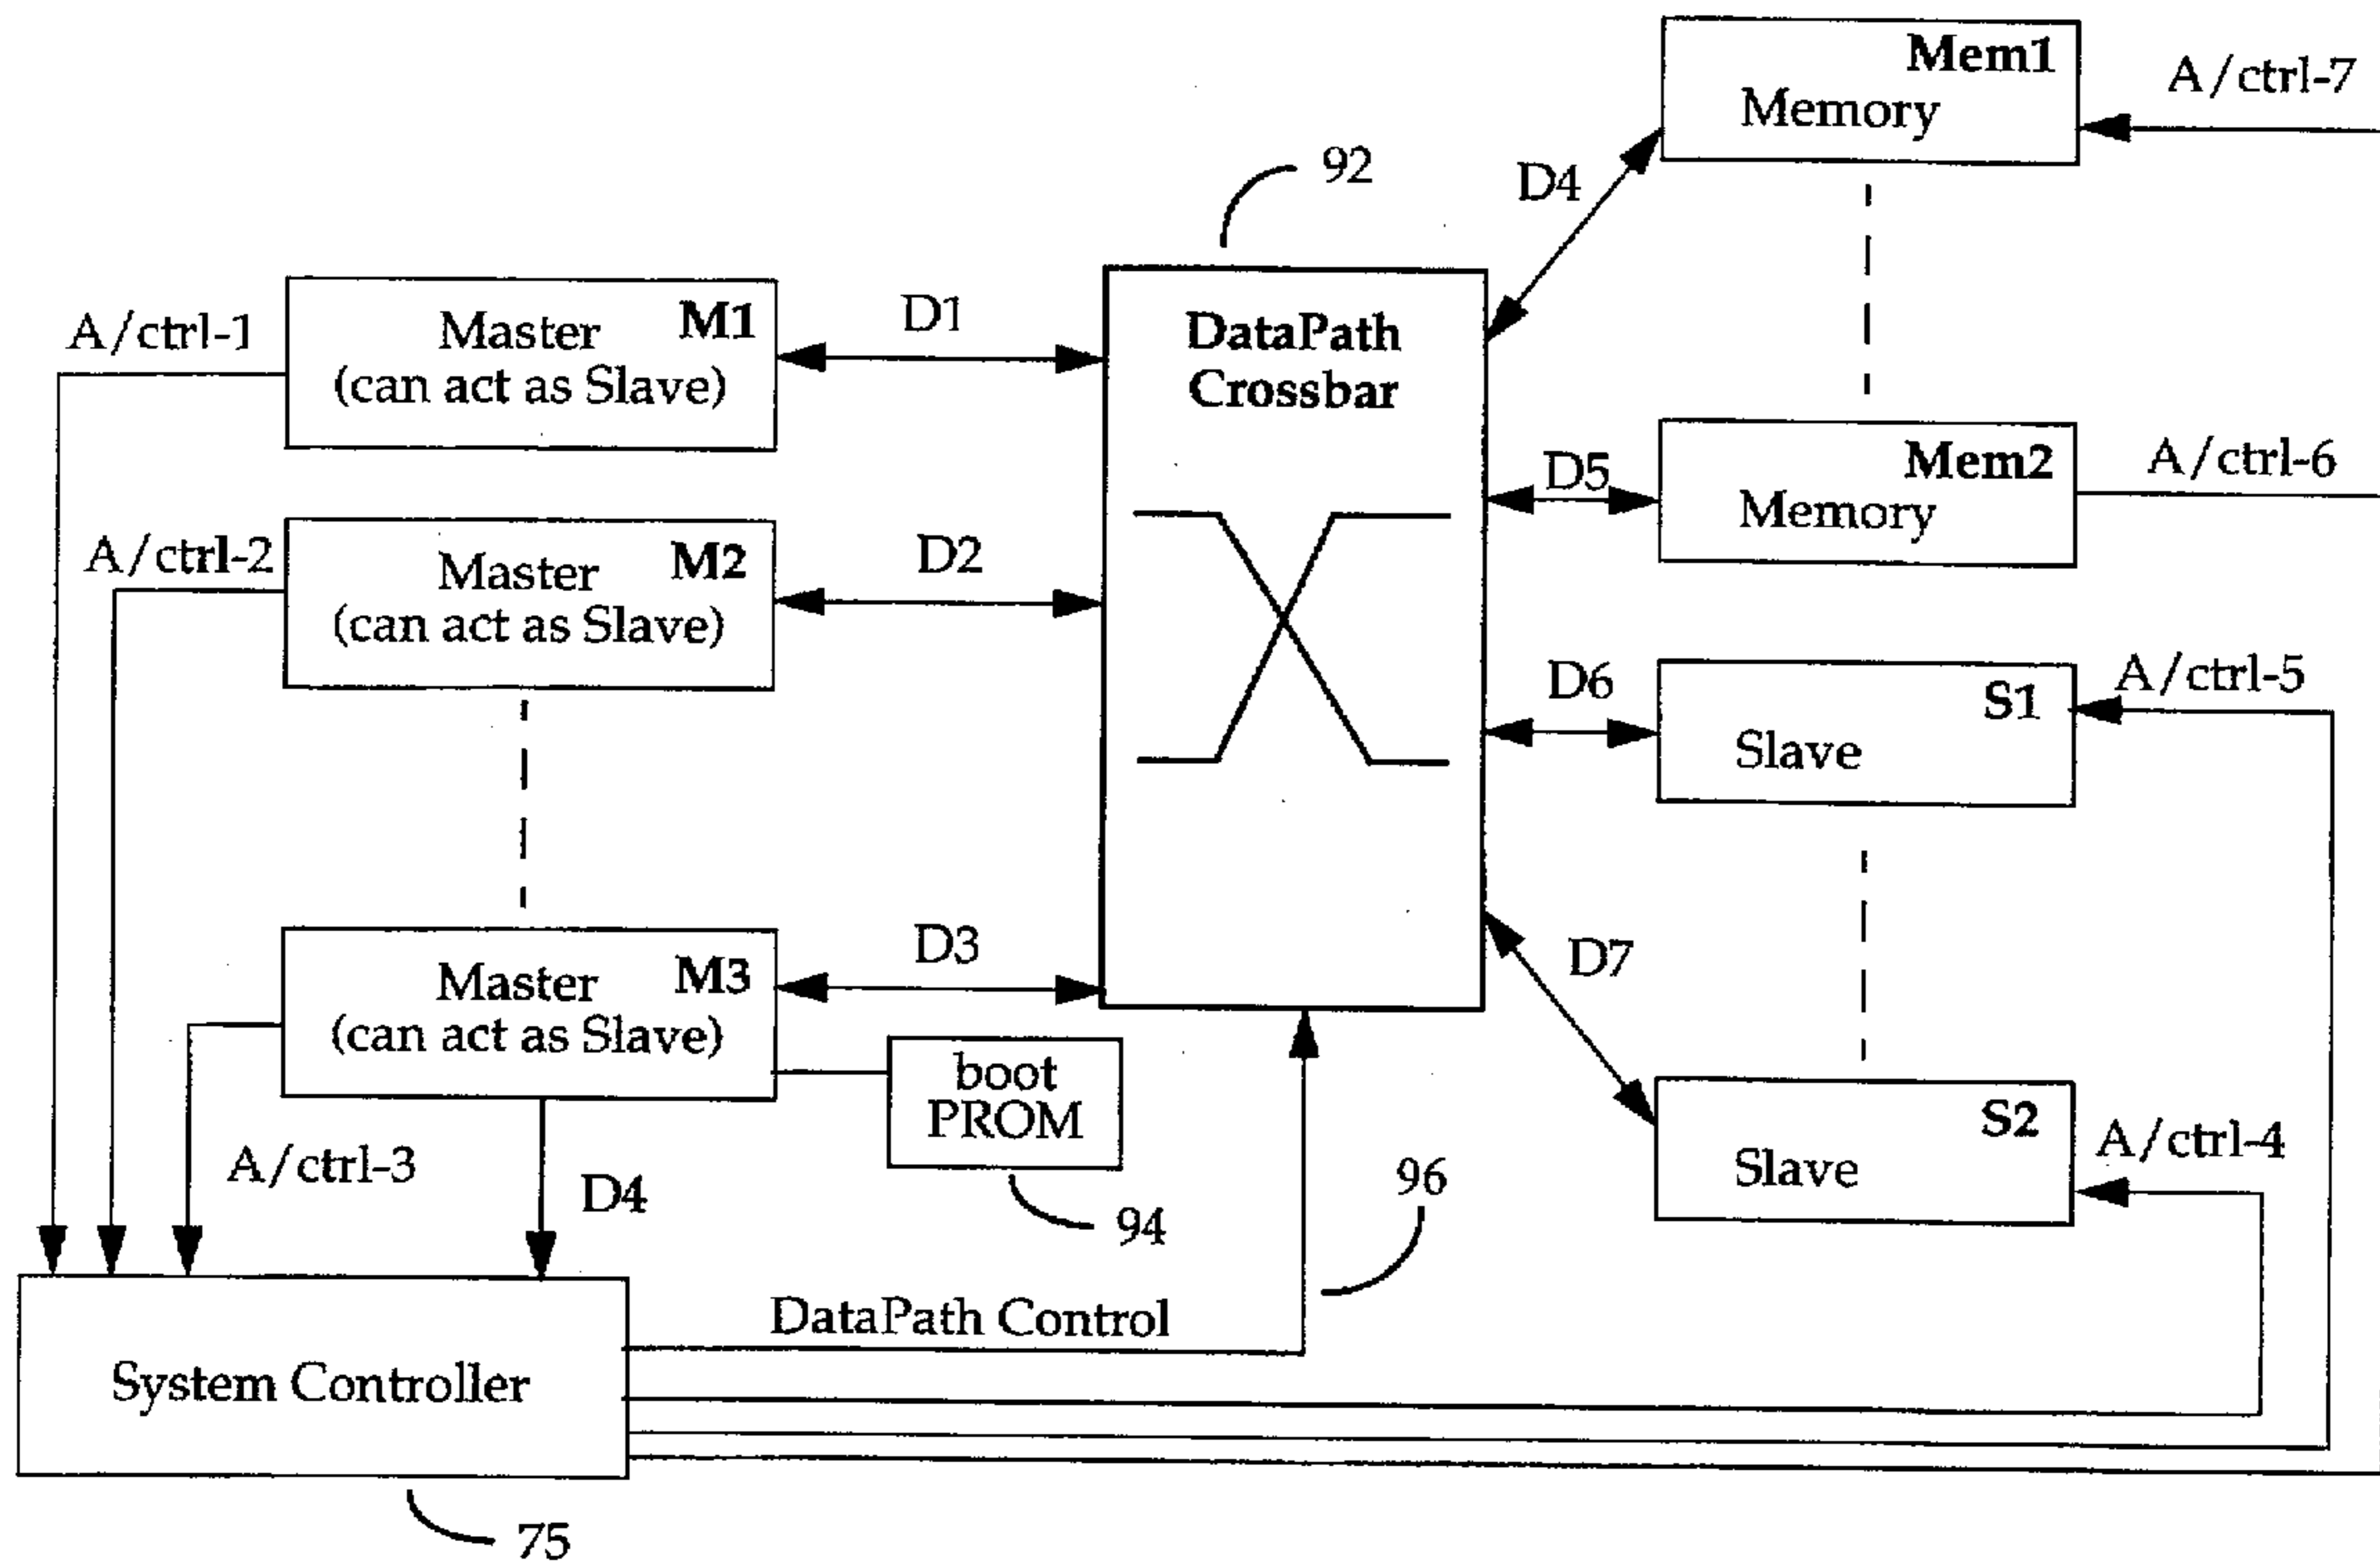 Mem1
Memory
A/ctrl-7
92
D4
A/ctrl-1
Master M1
(can act as Slave)
D1
DataPath
Crossbar
Mem2
Memory
A/ctrl-6
D5
A/ctrl-2
Master M2
(can act as Slave)
D2
S1
Slave
A/ctrl-5
D6
Master M3
(can act as Slave)
D3
D7
boot
PROM
94
A/ctrl-3
D4
96
S2
Slave
A/ctrl-4
DataPath Control
System Controller
75